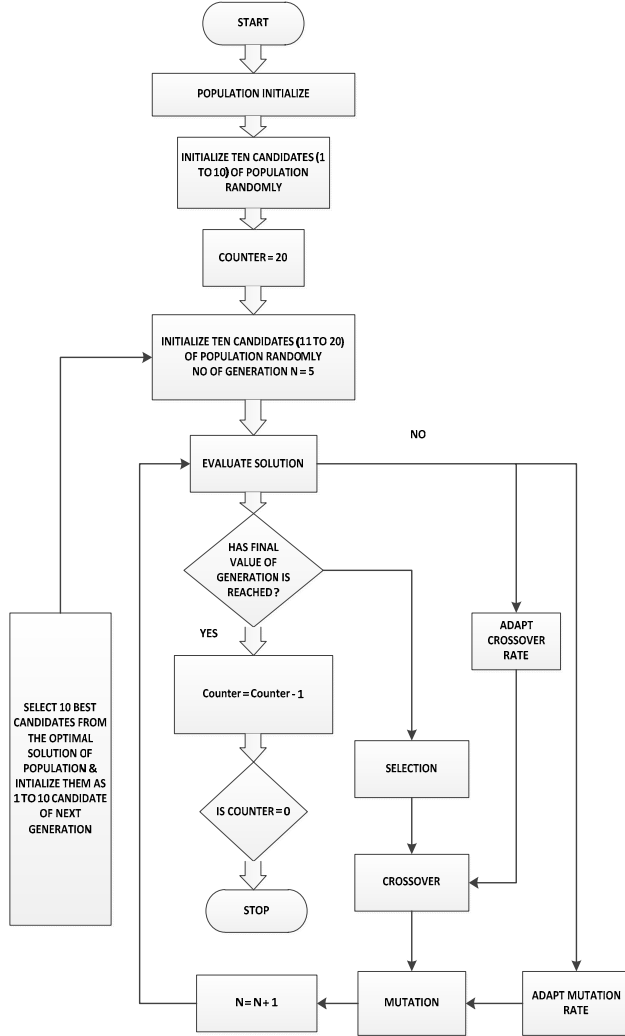 START
POPULATION INITIALIZE
INITIALIZE TEN CANDIDATES (1
TO 10) OF POPULATION
RANDOMLY
COUNTER = 20
INITIALIZE TEN CANDIDATES (11 TO 20)
OF POPULATION RANDOMLY
NO OF GENERATION N = 5
NO
EVALUATE SOLUTION
HAS FINAL
VALUE OF
GENERATION IS
REACHED ?
ADAPT
CROSSOVER
RATE
YES
Counter = Counter - 1
SELECT 10 BEST
CANDIDATES FROM
THE OPTIMAL
SOLUTION OF
POPULATION &
INTIALIZE THEM AS
1 TO 10 CANDIDATE
OF NEXT
GENERATION
SELECTION
IS COUNTER = 0
CROSSOVER
STOP
N = N + 1
MUTATION
ADAPT MUTATION
RATE